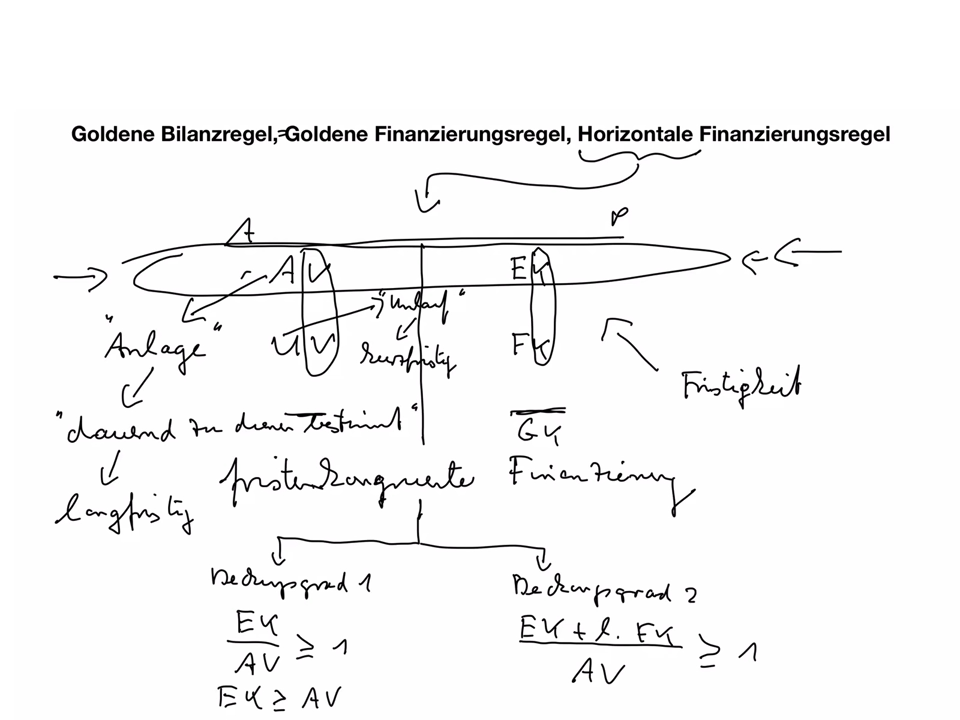 Goldene Bilanzregel,=Goldene Finanzierungsregel, Horizontale Finanzierungsregel
A P
AV EK
"Anlage" UV "Umlauf" FK
kurzfristig
Fristigkeit
"dauernd zu dienen bestimmt" GK
fristenkongruente Finanzierung
langfristig
Deckungsgrad 1 Deckungsgrad 2
EK / AV ≥ 1 EK + l. FK / AV ≥ 1
EK ≥ AV